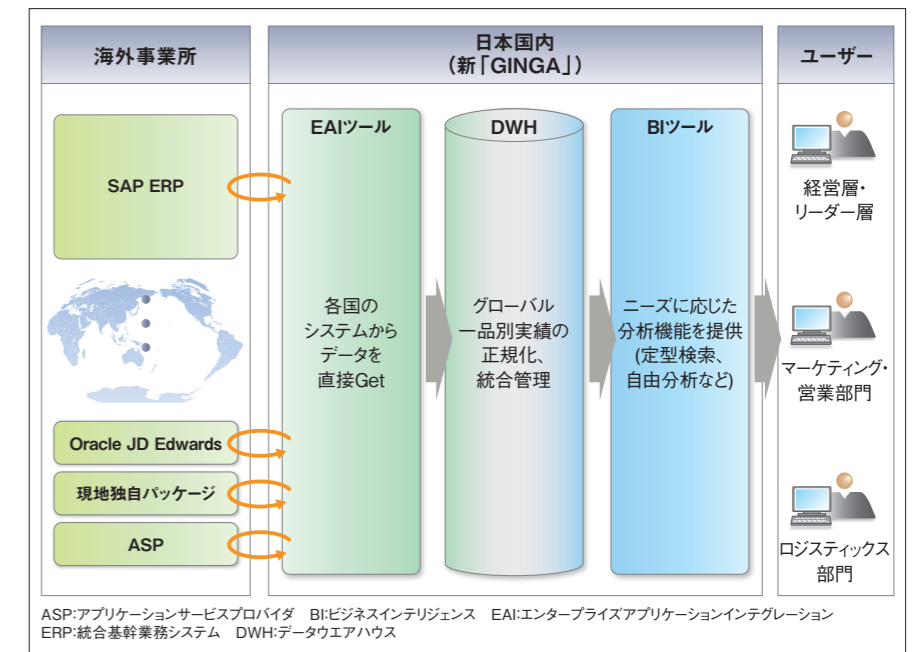 海外事業所
日本国内
(新「GINGA」)
ユーザー
SAP ERP
Oracle JD Edwards
現地独自パッケージ
ASP
EAIツール
各国の
システムから
データを
直接Get
DWH
グローバル
一品別実績の
正規化、
統合管理
BIツール
ニーズに応じた
分析機能を提供
(定型検索、
自由分析など)
経営層・
リーダー層
マーケティング・
営業部門
ロジスティックス
部門
ASP:アプリケーションサービスプロバイダ BI:ビジネスインテリジェンス EAI:エンタープライズアプリケーションインテグレーション
ERP:統合基幹業務システム DWH:データウエアハウス